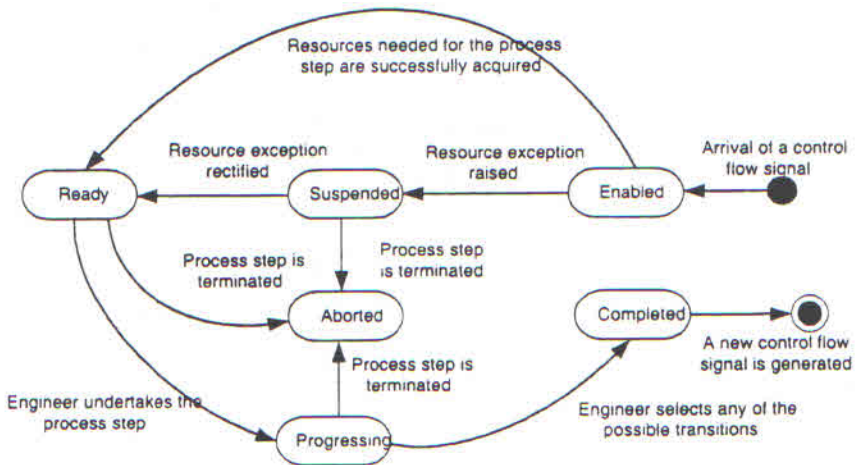 Resources needed for the process
step are successfully acquired
Resource exception
rectified
Resource exception
raised
Arrival of a control
flow signal
Ready
Suspended
Enabled
Process step is
terminated
Process step
is terminated
Aborted
Completed
Process step is
terminated
A new control flow
signal is generated
Engineer undertakes the
process step
Progressing
Engineer selects any of the
possible transitions